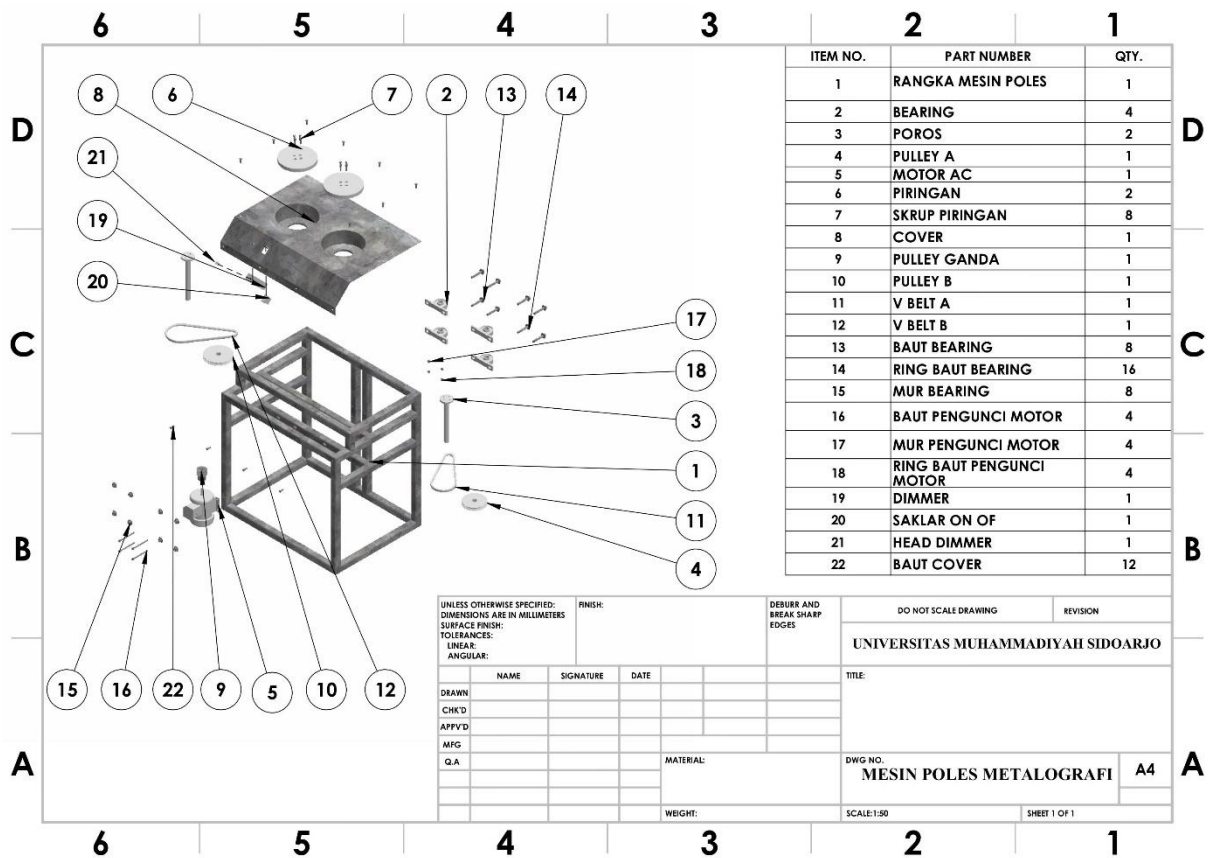 6 5 4 3 2 1
D
C
B
A
8 6 7 2 13 14
21
19
20
17
18
3
1
11
4
15 16 22 9 5 10 12
ITEM NO. PART NUMBER QTY.
1 RANGKA MESIN POLES 1
2 BEARING 4
3 POROS 2
4 PULLEY A 1
5 MOTOR AC 1
6 PIRINGAN 2
7 SKRUP PIRINGAN 8
8 COVER 1
9 PULLEY GANDA 1
10 PULLEY B 1
11 V BELT A 1
12 V BELT B 1
13 BAUT BEARING 8
14 RING BAUT BEARING 16
15 MUR BEARING 8
16 BAUT PENGUNCI MOTOR 4
17 MUR PENGUNCI MOTOR 4
18 RING BAUT PENGUNCI
MOTOR 4
19 DIMMER 1
20 SAKLAR ON OF 1
21 HEAD DIMMER 1
22 BAUT COVER 12
D
C
B
A
UNLESS OTHERWISE SPECIFIED:
DIMENSIONS ARE IN MILLIMETERS
SURFACE FINISH:
TOLERANCES:
LINEAR:
ANGULAR:
FINISH:
DEBURR AND
BREAK SHARP
EDGES
DO NOT SCALE DRAWING
REVISION
UNIVERSITAS MUHAMMADIYAH SIDOARJO
NAME SIGNATURE DATE
DRAWN
CHK'D
APPV'D
MFG
Q.A
TITLE:
MATERIAL:
WEIGHT:
DWG NO.
MESIN POLES METALOGRAFI
A4
SCALE:1:50
SHEET 1 OF 1
6 5 4 3 2 1